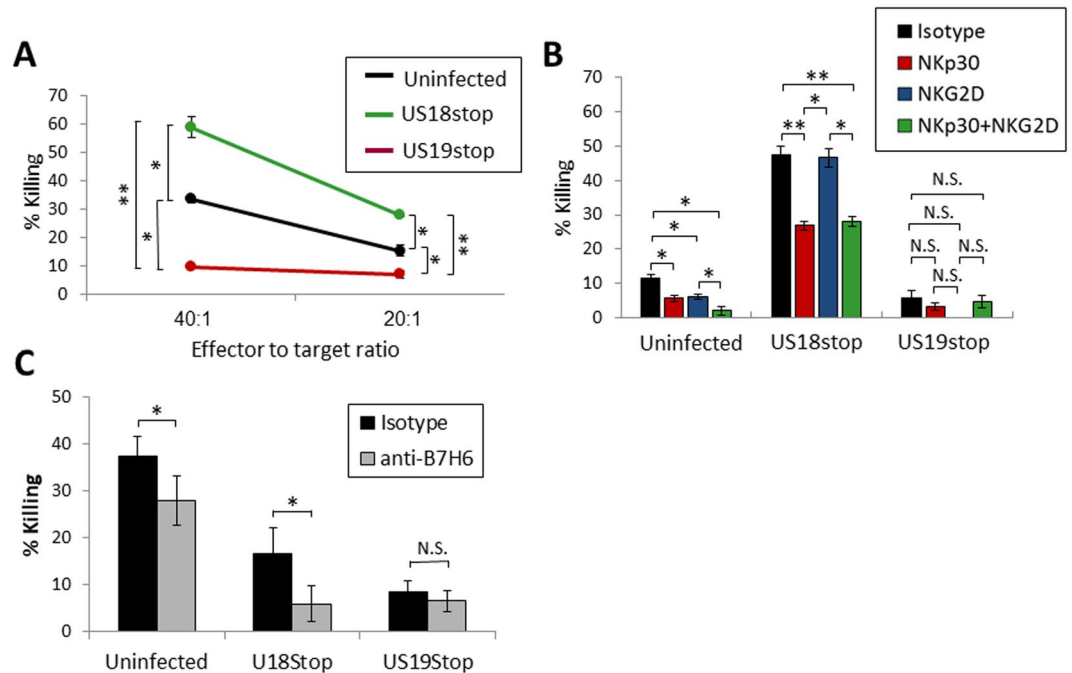 A
% Killing
70
60
50
40
30
20
10
0
Uninfected
US18stop
US19stop
**
*
*
*
*
**
40:1
20:1
Effector to target ratio
B
Isotype
NKp30
NKG2D
NKp30+NKG2D
% Killing
70
60
50
40
30
20
10
0
*
*
*
*
**
*
** *
N.S.
N.S.
N.S. N.S.
N.S.
Uninfected US18stop US19stop
C
% Killing
50
40
30
20
10
0
Isotype
anti-B7H6
*
*
N.S.
Uninfected U18Stop US19Stop